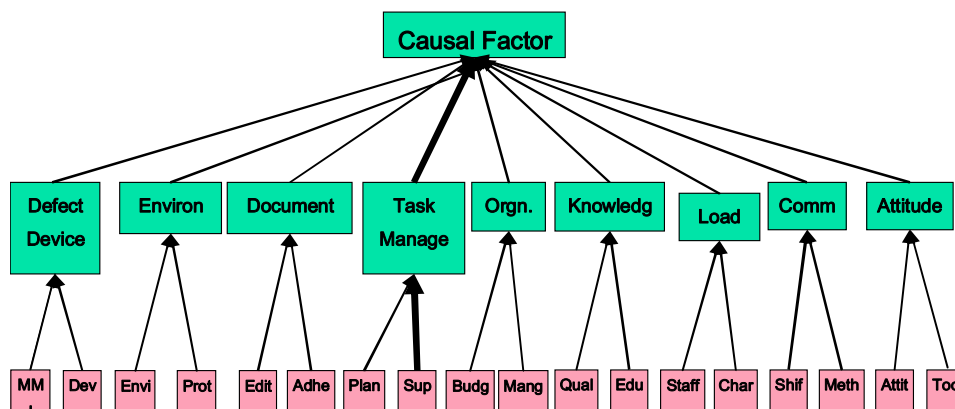 Causal Factor
Defect
Device
Environ
Document
Task
Manage
Orgn.
Knowledg
Load
Comm
Attitude
MM
Dev
Envi
Prot
Edit
Adhe
Plan
Sup
Budg
Mang
Qual
Edu
Staff
Char
Shif
Meth
Attit